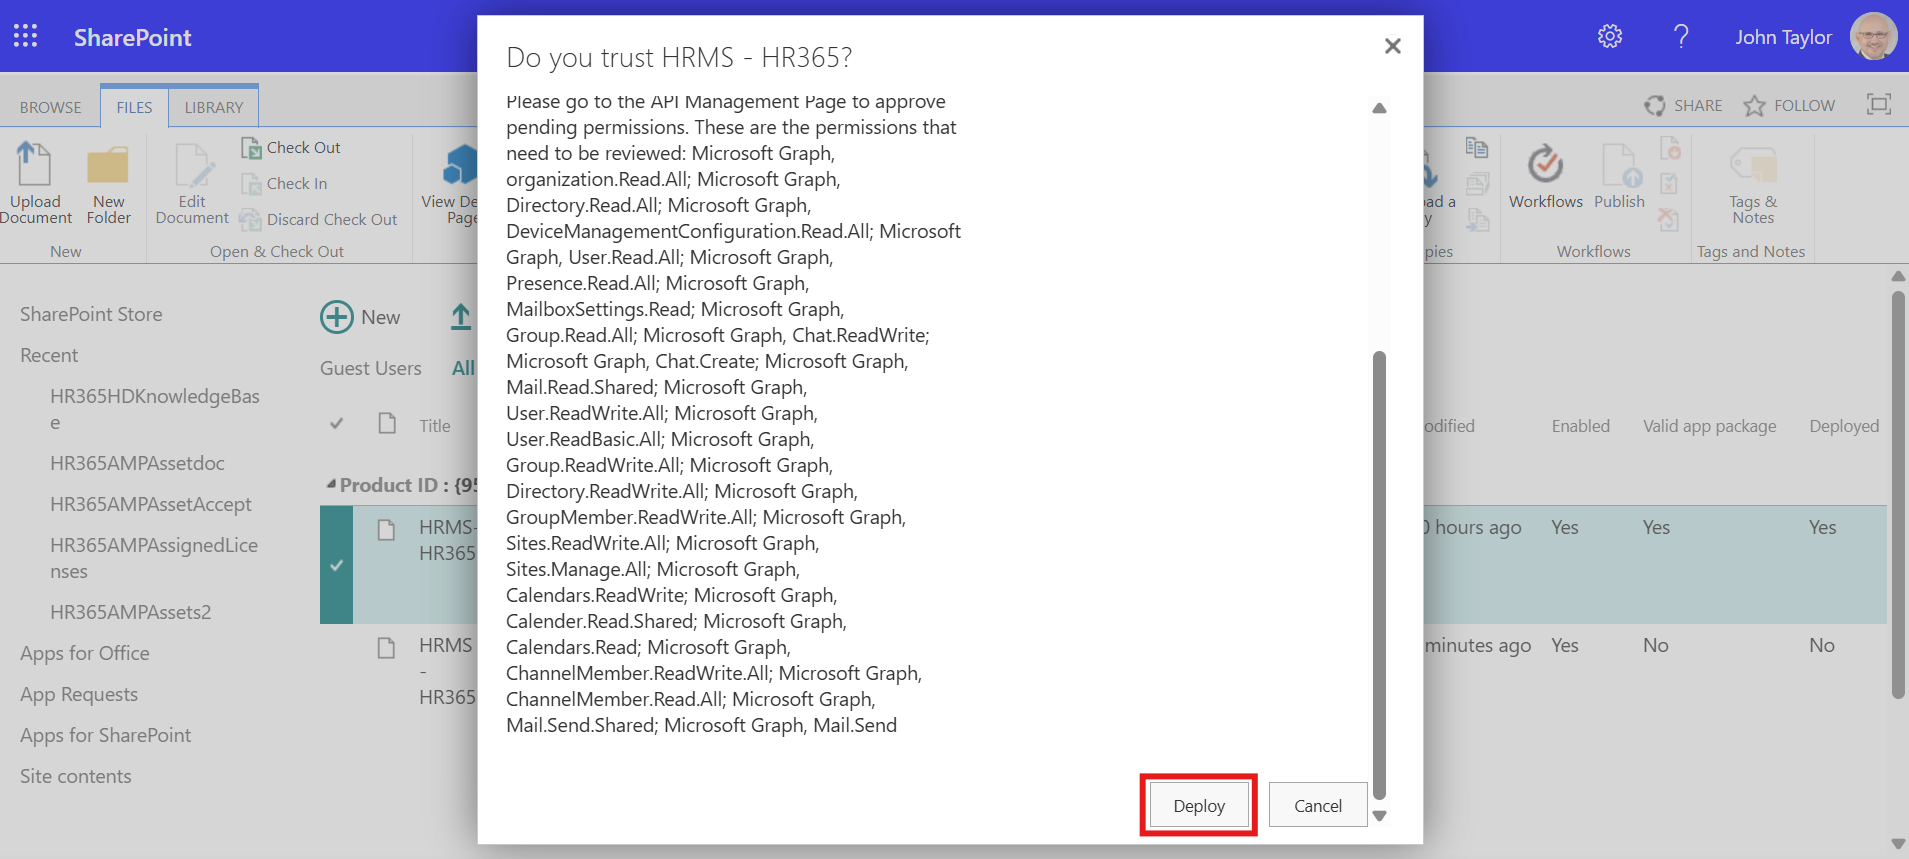 SharePoint
John Taylor
BROWSE
FILES
LIBRARY
SHARE
FOLLOW
Upload
Document
New
Folder
New
Edit
Document
Check Out
Check In
Discard Check Out
Open & Check Out
View De
Page
Workflows
Publish
Workflows
Tags &
Notes
Tags and Notes
SharePoint Store
Recent
HR365HDKnowledgeBas
e
HR365AMPAssetdoc
HR365AMPAssetAccept
HR365AMPAssignedLice
nses
HR365AMPAssets2
Apps for Office
App Requests
Apps for SharePoint
Site contents
New
Guest Users
All
Title
odified
Enabled
Valid app package
Deployed
Product ID : {95
HRMS-
HR365
0 hours ago
Yes
Yes
Yes
HRMS
-
HR365
minutes ago
Yes
No
No
Do you trust HRMS - HR365?
Please go to the API Management Page to approve
pending permissions. These are the permissions that
need to be reviewed: Microsoft Graph,
organization.Read.All; Microsoft Graph,
Directory.Read.All; Microsoft Graph,
DeviceManagementConfiguration.Read.All; Microsoft
Graph, User.Read.All; Microsoft Graph,
Presence.Read.All; Microsoft Graph,
MailboxSettings.Read; Microsoft Graph,
Group.Read.All; Microsoft Graph, Chat.ReadWrite;
Microsoft Graph, Chat.Create; Microsoft Graph,
Mail.Read.Shared; Microsoft Graph,
User.ReadWrite.All; Microsoft Graph,
User.ReadBasic.All; Microsoft Graph,
Group.ReadWrite.All; Microsoft Graph,
Directory.ReadWrite.All; Microsoft Graph,
GroupMember.ReadWrite.All; Microsoft Graph,
Sites.ReadWrite.All; Microsoft Graph,
Sites.Manage.All; Microsoft Graph,
Calendars.ReadWrite; Microsoft Graph,
Calender.Read.Shared; Microsoft Graph,
Calendars.Read; Microsoft Graph,
ChannelMember.ReadWrite.All; Microsoft Graph,
ChannelMember.Read.All; Microsoft Graph,
Mail.Send.Shared; Microsoft Graph, Mail.Send
Deploy
Cancel